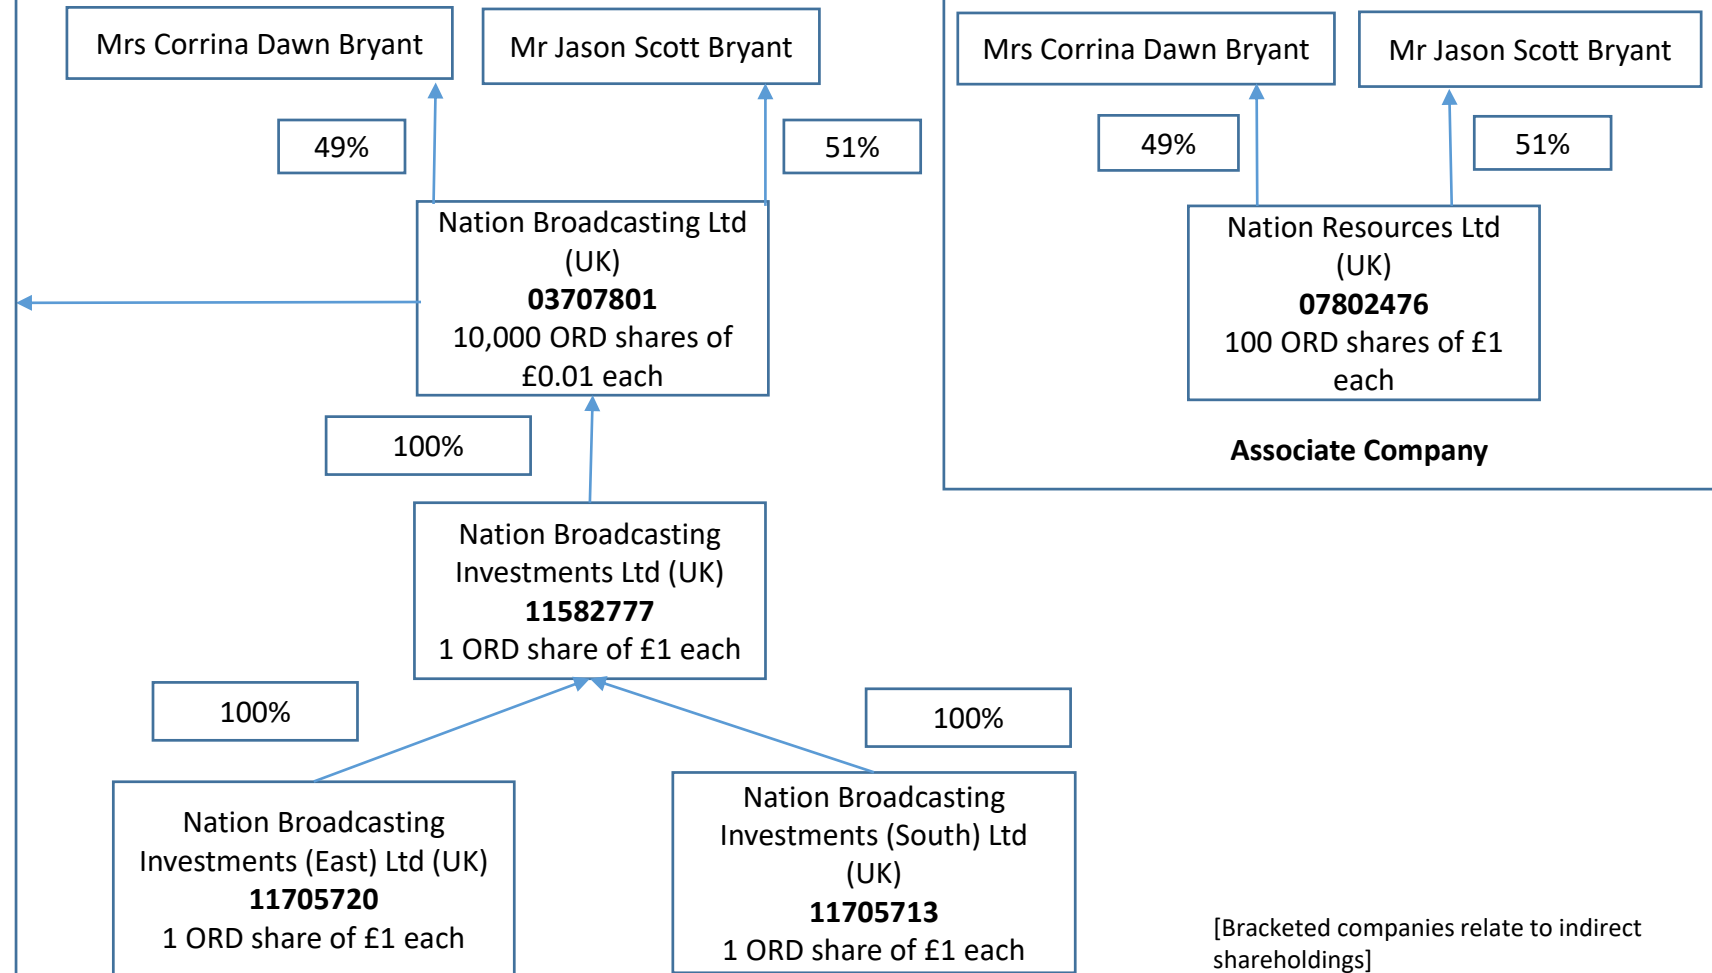 Mrs Corrina Dawn Bryant
Mr Jason Scott Bryant
49%
51%
Nation Broadcasting Ltd
(UK)
03707801
10,000 ORD shares of
£0.01 each
100%
Nation Broadcasting
Investments Ltd (UK)
11582777
1 ORD share of £1 each
100%
100%
Nation Broadcasting
Investments (East) Ltd (UK)
11705720
1 ORD share of £1 each
Nation Broadcasting
Investments (South) Ltd
(UK)
11705713
1 ORD share of £1 each
Mrs Corrina Dawn Bryant
Mr Jason Scott Bryant
49%
51%
Nation Resources Ltd
(UK)
07802476
100 ORD shares of £1
each
Associate Company
[Bracketed companies relate to indirect
shareholdings]